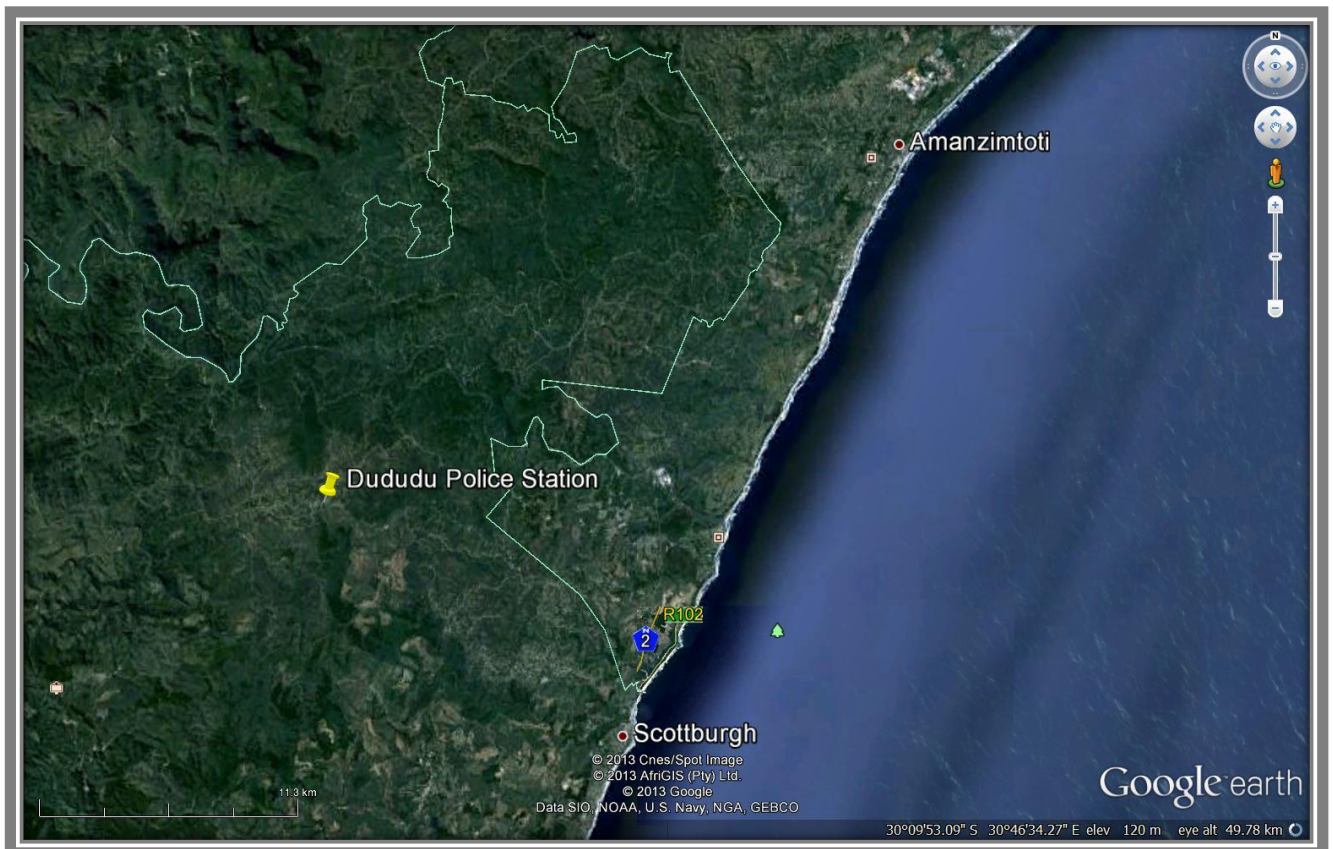 N
Amanzimtoti
Dududu Police Station
R102
N
2
Scottburgh
© 2013 Cnes/Spot Image
© 2013 AfriGIS (Pty) Ltd.
© 2013 Google
Data SIO, NOAA, U.S. Navy, NGA, GEBCO
11.3 km
Google earth
30°09'53.09" S 30°46'34.27" E elev 120 m eye alt 49.78 km